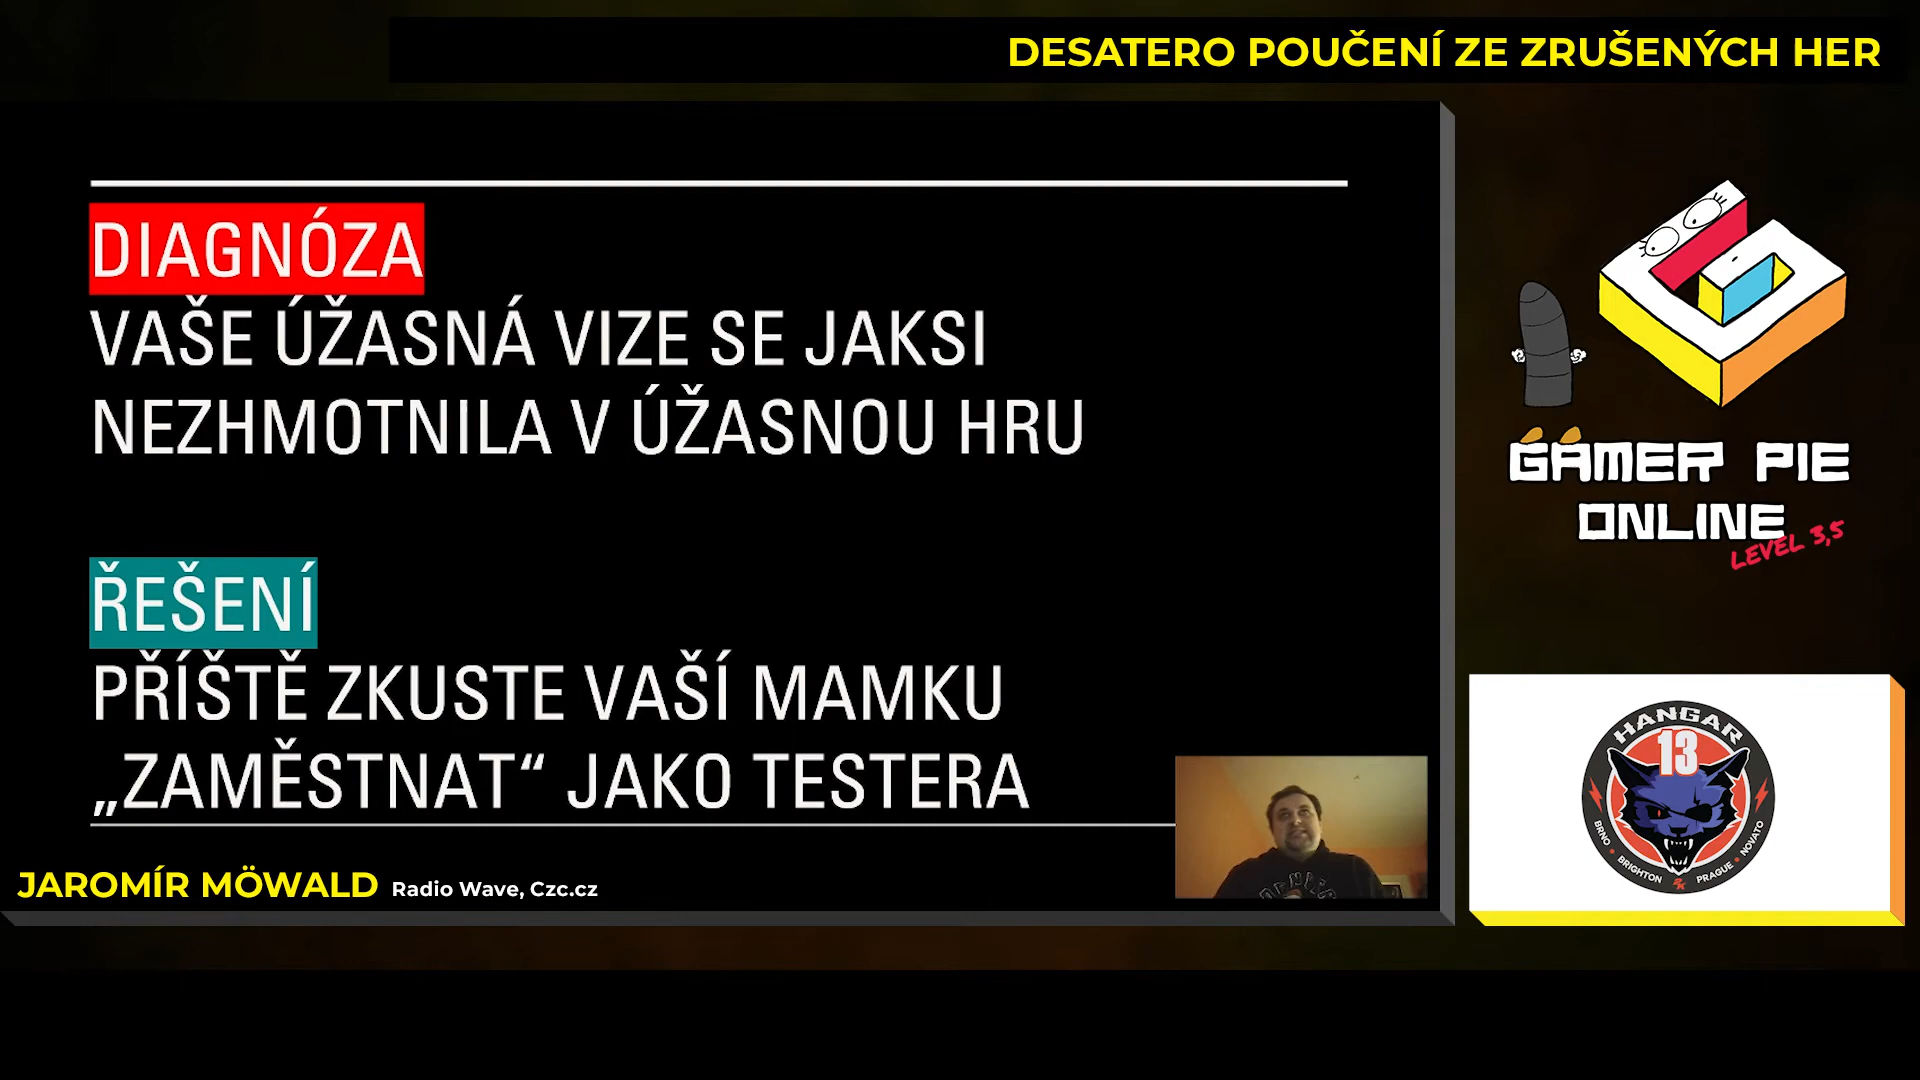 DESATERO POUČENÍ ZE ZRUŠENÝCH HER
DIAGNÓZA
VAŠE ÚŽASNÁ VIZE SE JAKSI
NEZHMOTNILA V ÚŽASNOU HRU
ŘEŠENÍ
PŘÍŠTĚ ZKUSTE VAŠÍ MAMKU
„ZAMĚSTNAT“ JAKO TESTERA
JAROMÍR MÖWALD Radio Wave, Czc.cz
GAMER PIE
ONLINE
LEVEL 3,5
HANGAR
13
BRNO • BRIGHTON 2K PRAGUE • NOVATO